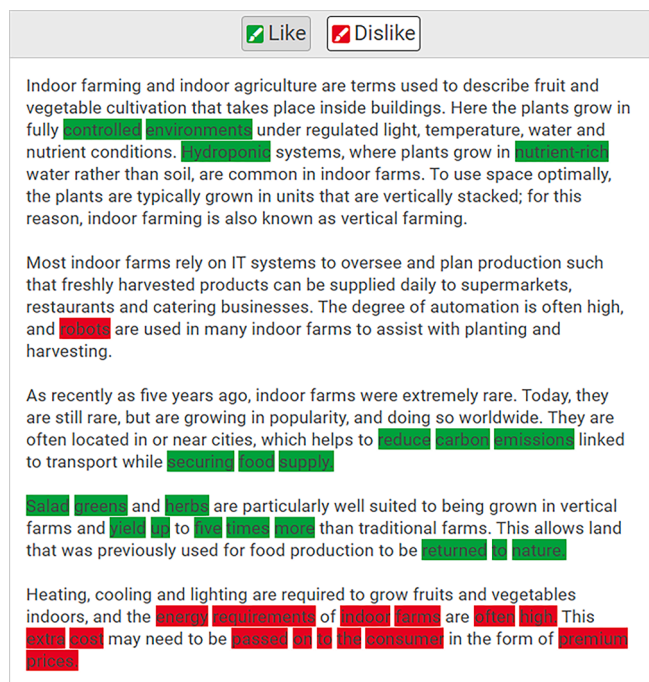 Like Dislike
Indoor farming and indoor agriculture are terms used to describe fruit and
vegetable cultivation that takes place inside buildings. Here the plants grow in
fully controlled environments under regulated light, temperature, water and
nutrient conditions. Hydroponic systems, where plants grow in nutrient-rich
water rather than soil, are common in indoor farms. To use space optimally,
the plants are typically grown in units that are vertically stacked; for this
reason, indoor farming is also known as vertical farming.
Most indoor farms rely on IT systems to oversee and plan production such
that freshly harvested products can be supplied daily to supermarkets,
restaurants and catering businesses. The degree of automation is often high,
and robots are used in many indoor farms to assist with planting and
harvesting.
As recently as five years ago, indoor farms were extremely rare. Today, they
are still rare, but are growing in popularity, and doing so worldwide. They are
often located in or near cities, which helps to reduce carbon emissions linked
to transport while securing food supply.
Salad greens and herbs are particularly well suited to being grown in vertical
farms and yield up to five times more than traditional farms. This allows land
that was previously used for food production to be returned to nature.
Heating, cooling and lighting are required to grow fruits and vegetables
indoors, and the energy requirements of indoor farms are often high. This
extra cost may need to be passed on to the consumer in the form of premium
prices.